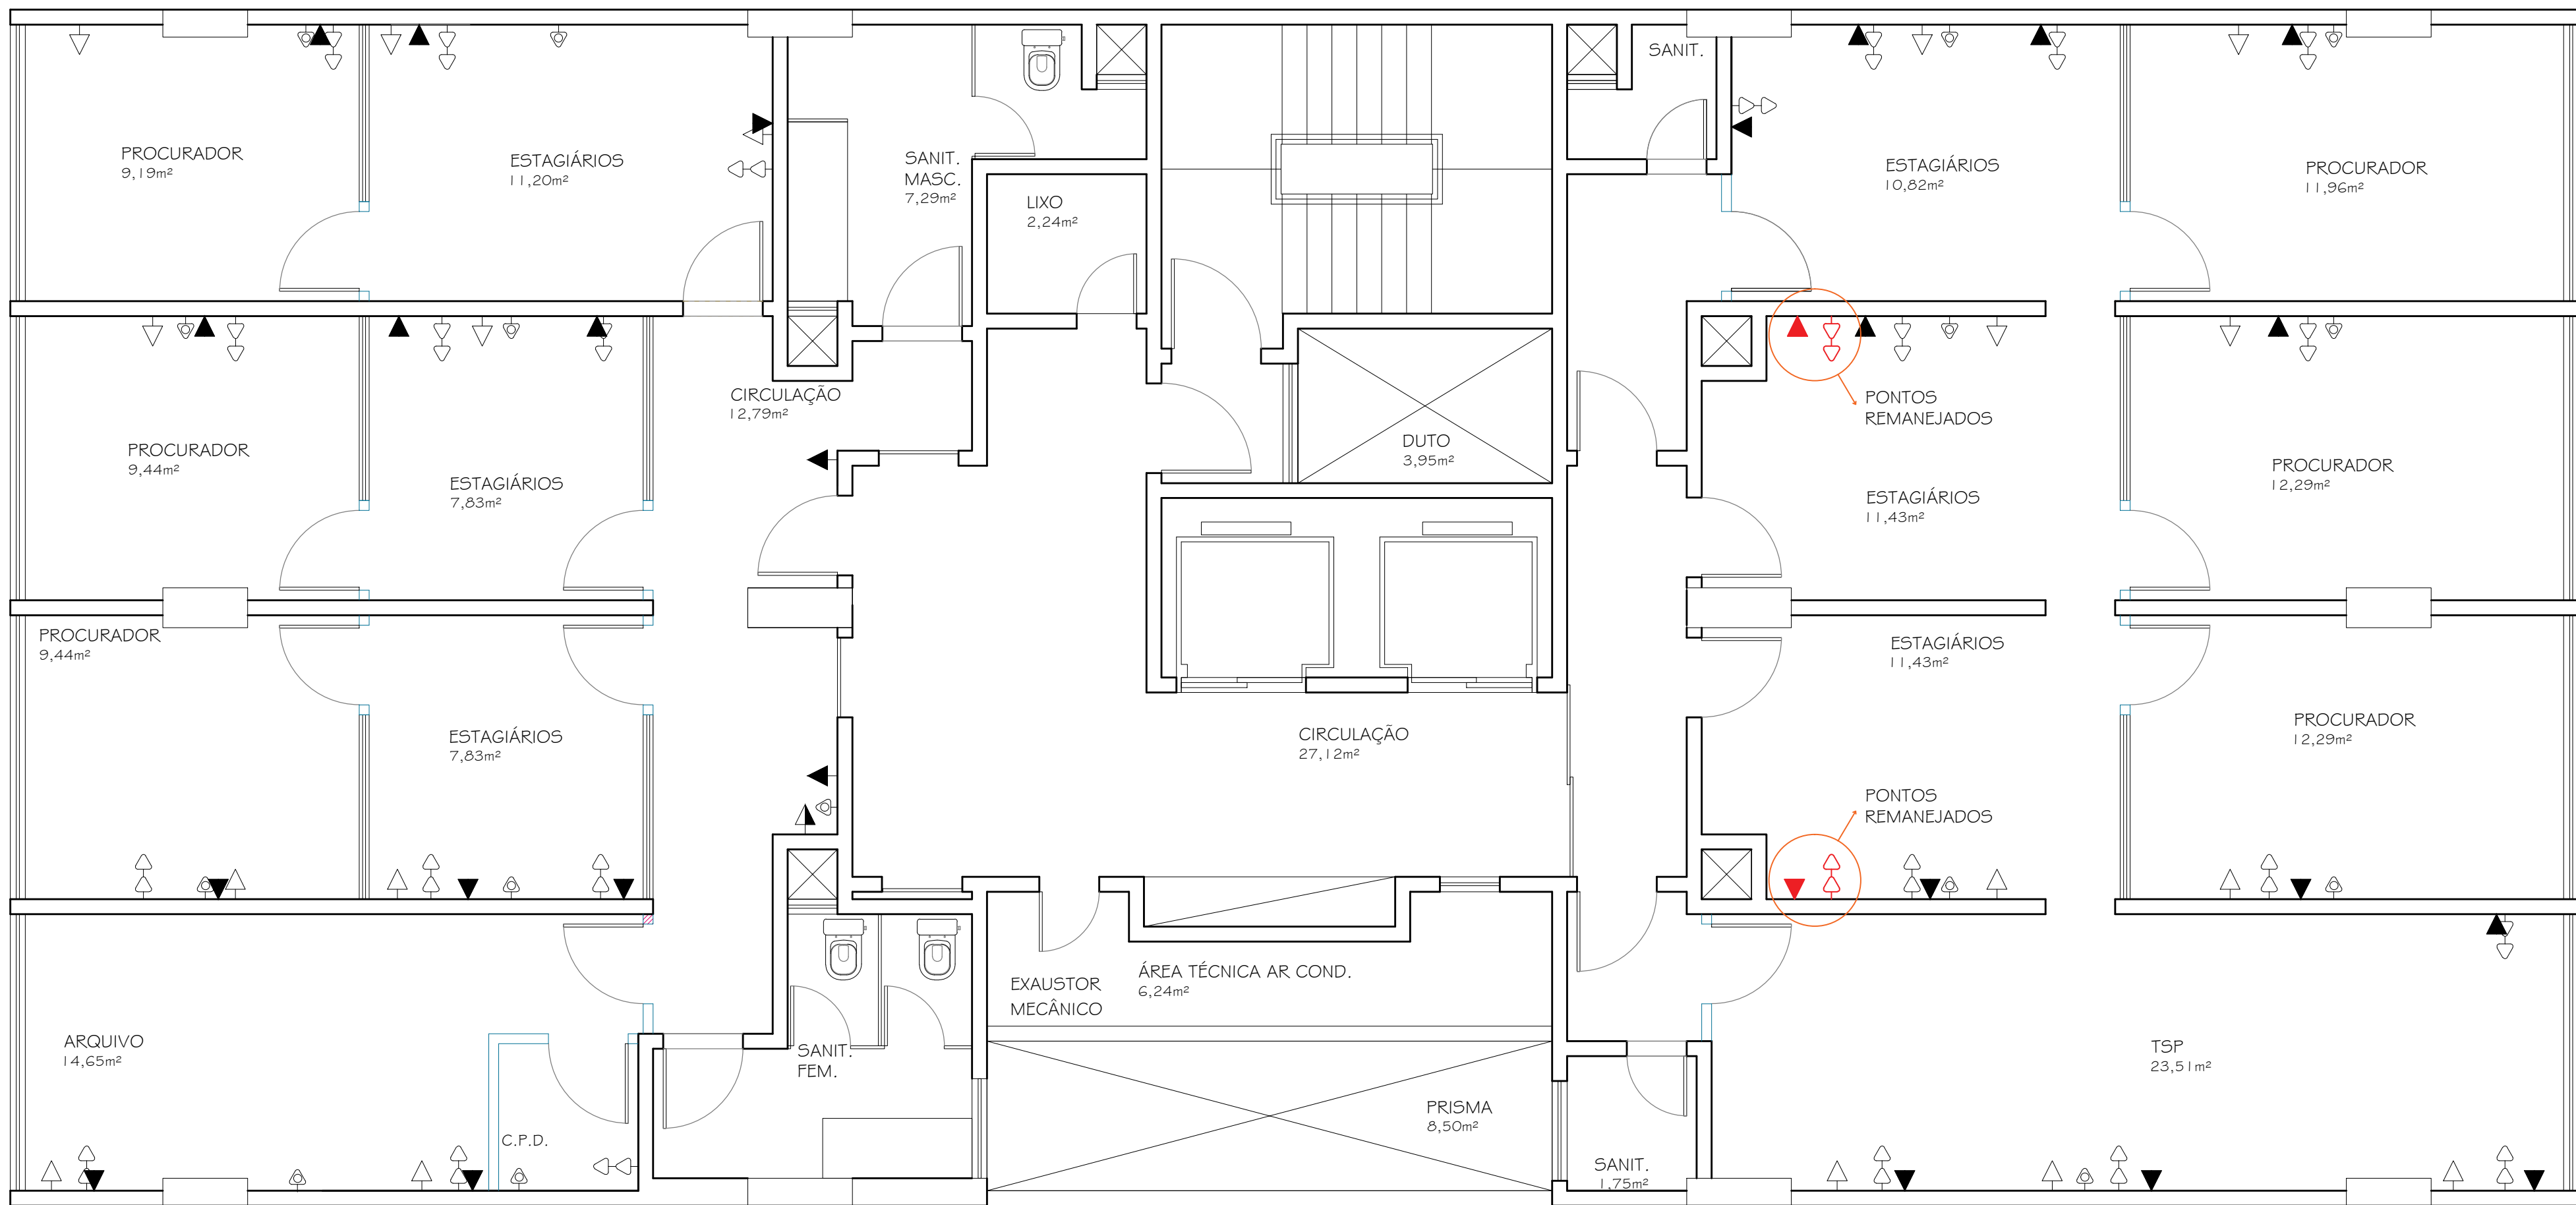 SANIT.
PROCURADOR
9,19m²
ESTAGIÁRIOS
11,20m²
SANIT.
MASC.
7,29m²
LIXO
2,24m²
ESTAGIÁRIOS
10,82m²
PROCURADOR
11,96m²
CIRCULAÇÃO
12,79m²
PONTOS
REMANEJADOS
PROCURADOR
9,44m²
ESTAGIÁRIOS
7,83m²
DUTO
3,95m²
ESTAGIÁRIOS
11,43m²
PROCURADOR
12,29m²
PROCURADOR
9,44m²
ESTAGIÁRIOS
11,43m²
ESTAGIÁRIOS
7,83m²
CIRCULAÇÃO
27,12m²
PROCURADOR
12,29m²
PONTOS
REMANEJADOS
EXAUSTOR
MECÂNICO
ÁREA TÉCNICA AR COND.
6,24m²
ARQUIVO
14,65m²
SANIT.
FEM.
TSP
23,51m²
C.P.D.
PRISMA
8,50m²
SANIT.
1,75m²